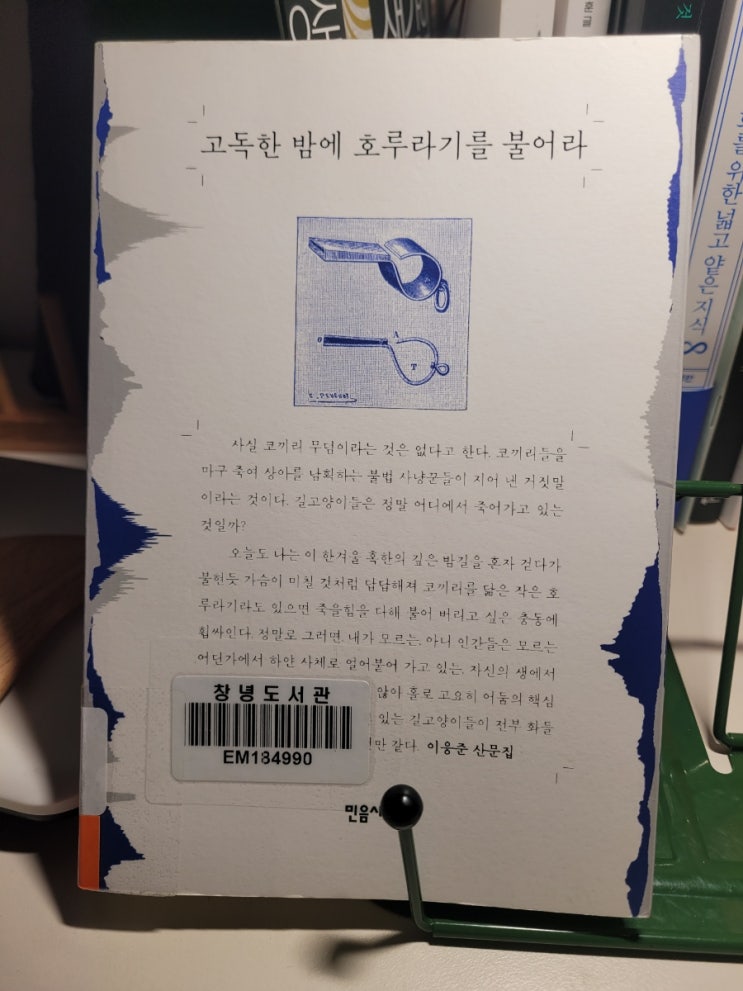 고독한 밤에 호루라기를 불어라
사실 코끼리 무덤이라는 것은 없다고 한다. 코끼리들을
마구 죽여 상아를 남획하는 불법 사냥꾼들이 지어 낸 거짓말
이라는 것이다. 길고양이들은 정말 어디에서 죽어가고 있는
것일까?
오늘도 나는 이 한겨울 혹한의 깊은 밤길을 혼자 걷다가
불현듯 가슴이 미칠 것처럼 답답해져 코끼리를 닮은 작은 호
루라기라도 있으면 죽을힘을 다해 불어 버리고 싶은 충동에
휩싸인다. 정말로 그러면, 내가 모르는, 아니 인간들은 모르는
어딘가에서 하얀 사체로 얼어붙어 가고 있는, 자신의 생에서
않아 홀로 고요히 어둠의 핵심
있는 길고양이들이 전부 화들
것만 같다. 이응준 산문집
창녕도서관
EM184990
민음사
를 위한 넓고 얕은 지식